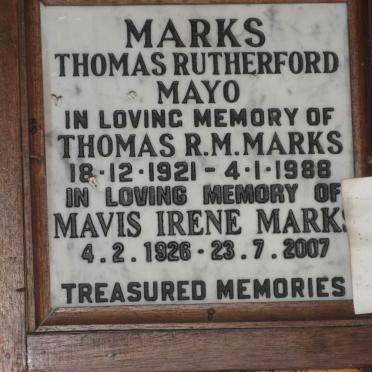 MARKS
THOMAS RUTHERFORD
MAYO
IN LOVING MEMORY OF
THOMAS R.M. MARKS
18·12·1921 – 4·1·1988
IN LOVING MEMORY OF
MAVIS IRENE MARKS
4.2.1926 - 23.7.2007
TREASURED MEMORIES